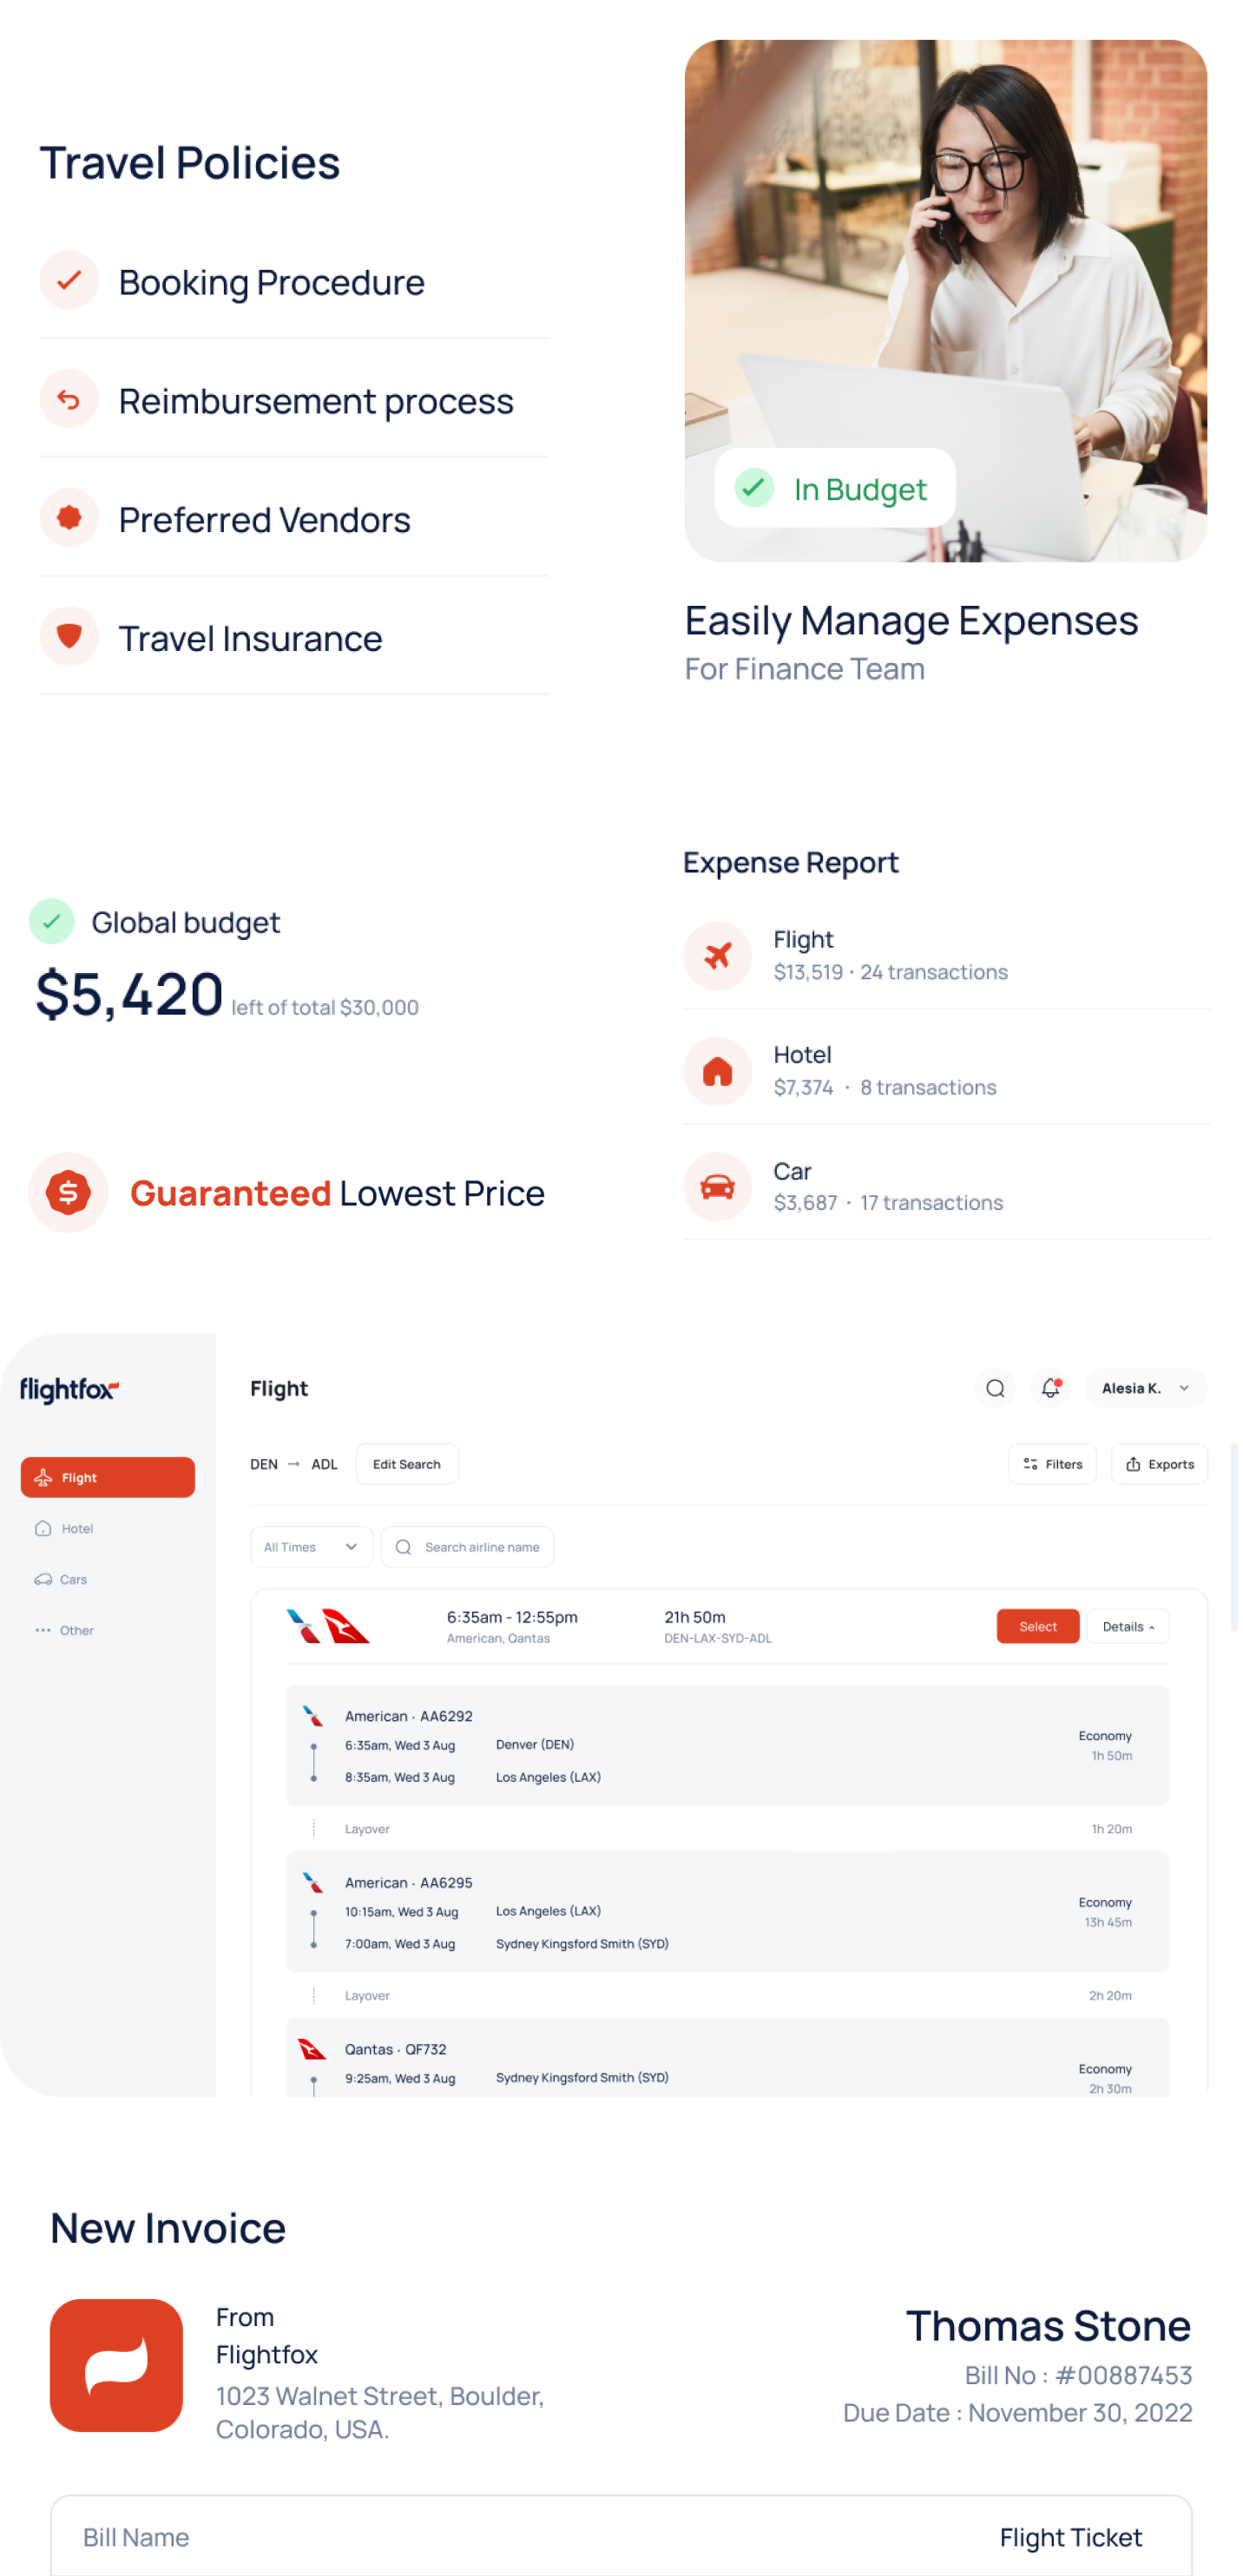 Travel Policies
Booking Procedure
Reimbursement process
Preferred Vendors
Travel Insurance
In Budget
Easily Manage Expenses
For Finance Team
Global budget
$5,420 left of total $30,000
Guaranteed Lowest Price
Expense Report
Flight
$13,519 · 24 transactions
Hotel
$7,374 · 8 transactions
Car
$3,687 · 17 transactions
flightfox
Flight
Hotel
Cars
Other
Flight
Alesia K.
DEN → ADL Edit Search
Filters Exports
All Times Search airline name
6:35am - 12:55pm 21h 50m
American, Qantas DEN-LAX-SYD-ADL
Select Details
American · AA6292
6:35am, Wed 3 Aug Denver (DEN)
8:35am, Wed 3 Aug Los Angeles (LAX)
Economy
1h 50m
Layover 1h 20m
American · AA6295
10:15am, Wed 3 Aug Los Angeles (LAX)
7:00am, Wed 3 Aug Sydney Kingsford Smith (SYD)
Economy
13h 45m
Layover 2h 20m
Qantas · QF732
9:25am, Wed 3 Aug Sydney Kingsford Smith (SYD)
Economy
2h 30m
New Invoice
From
Flightfox
1023 Walnet Street, Boulder,
Colorado, USA.
Thomas Stone
Bill No : #00887453
Due Date : November 30, 2022
Bill Name Flight Ticket